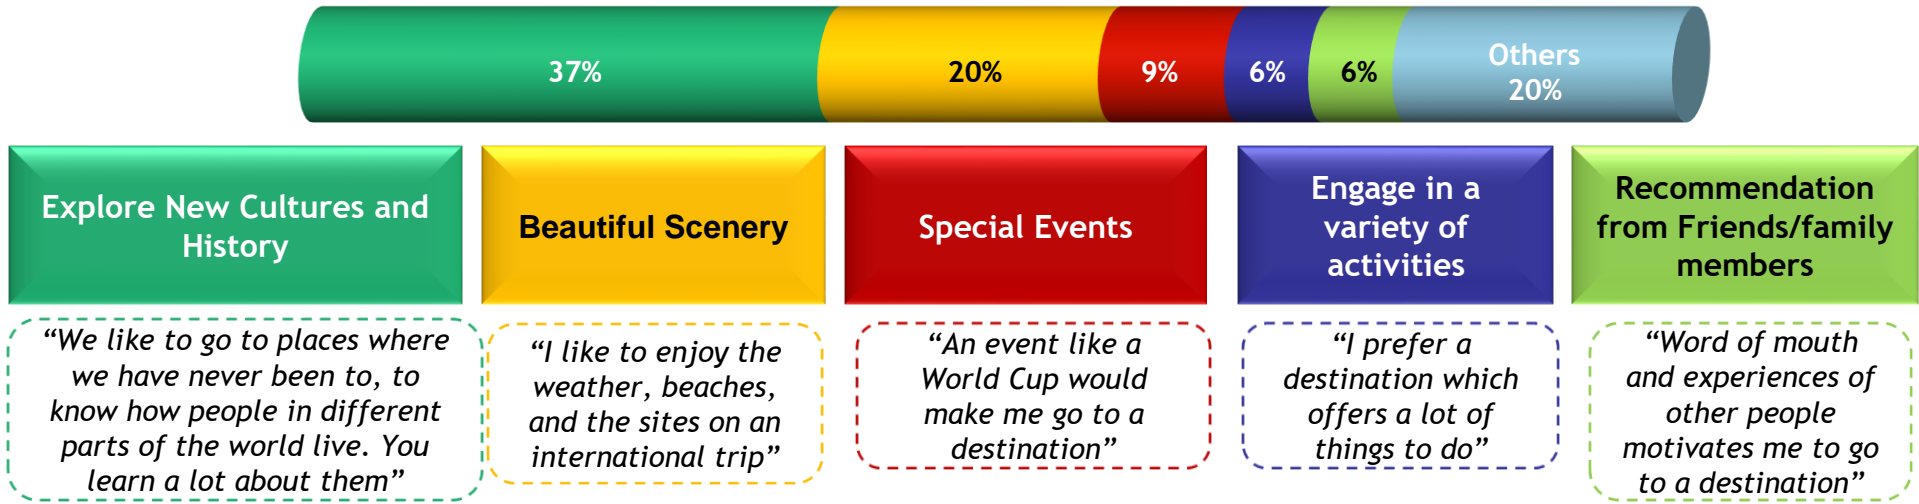 37%
20%
9%
6%
6%
Others
20%
Explore New Cultures and
History
Beautiful Scenery
Special Events
Engage in a
variety of
activities
Recommendation
from Friends/family
members
“We like to go to places where
we have never been to, to
know how people in different
parts of the world live. You
learn a lot about them”
“I like to enjoy the
weather, beaches,
and the sites on an
international trip”
“An event like a
World Cup would
make me go to a
destination”
“I prefer a
destination which
offers a lot of
things to do”
“Word of mouth
and experiences of
other people
motivates me to go
to a destination”